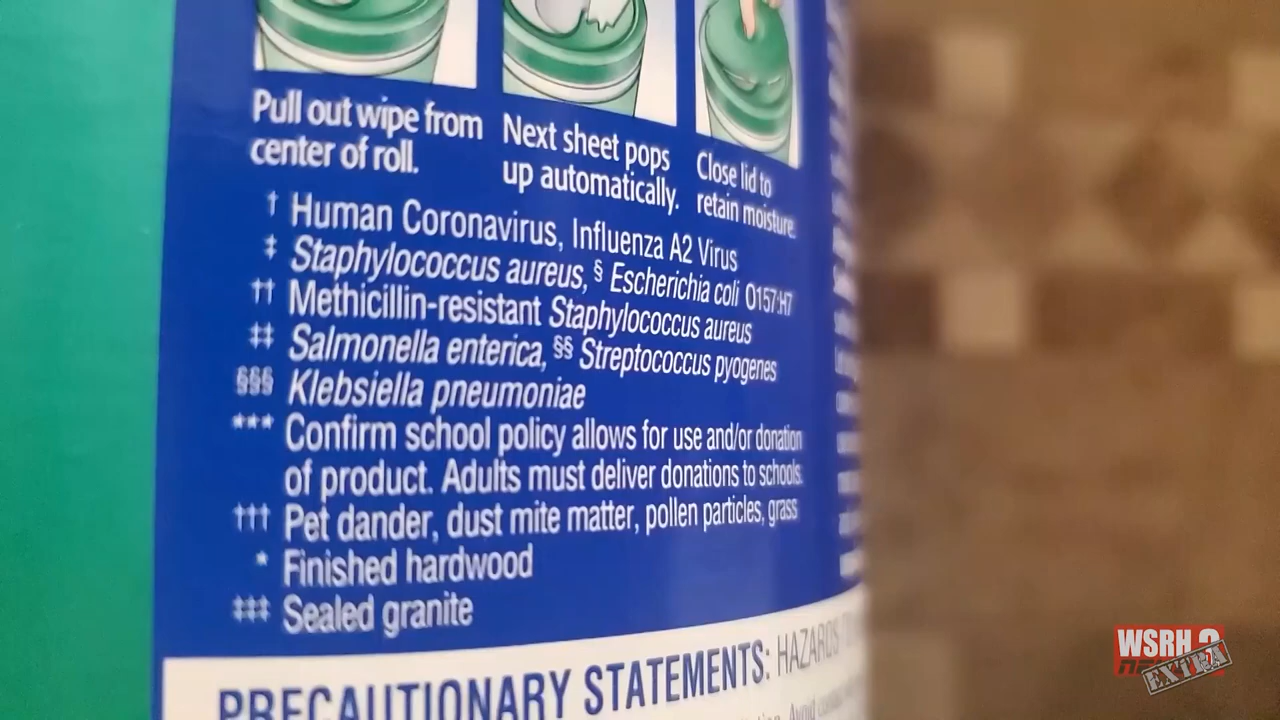 Pull out wipe from
center of roll.
Next sheet pops
up automatically.
Close lid to
retain moisture.
† Human Coronavirus, Influenza A2 Virus
‡ Staphylococcus aureus, § Escherichia coli O157:H7
†† Methicillin-resistant Staphylococcus aureus
‡‡ Salmonella enterica, §§ Streptococcus pyogenes
§§§ Klebsiella pneumoniae
*** Confirm school policy allows for use and/or donation
of product. Adults must deliver donations to schools.
††† Pet dander, dust mite matter, pollen particles, grass
* Finished hardwood
‡‡‡ Sealed granite
PRECAUTIONARY STATEMENTS: HAZARDS
Avoid
WSRH
EXTRA